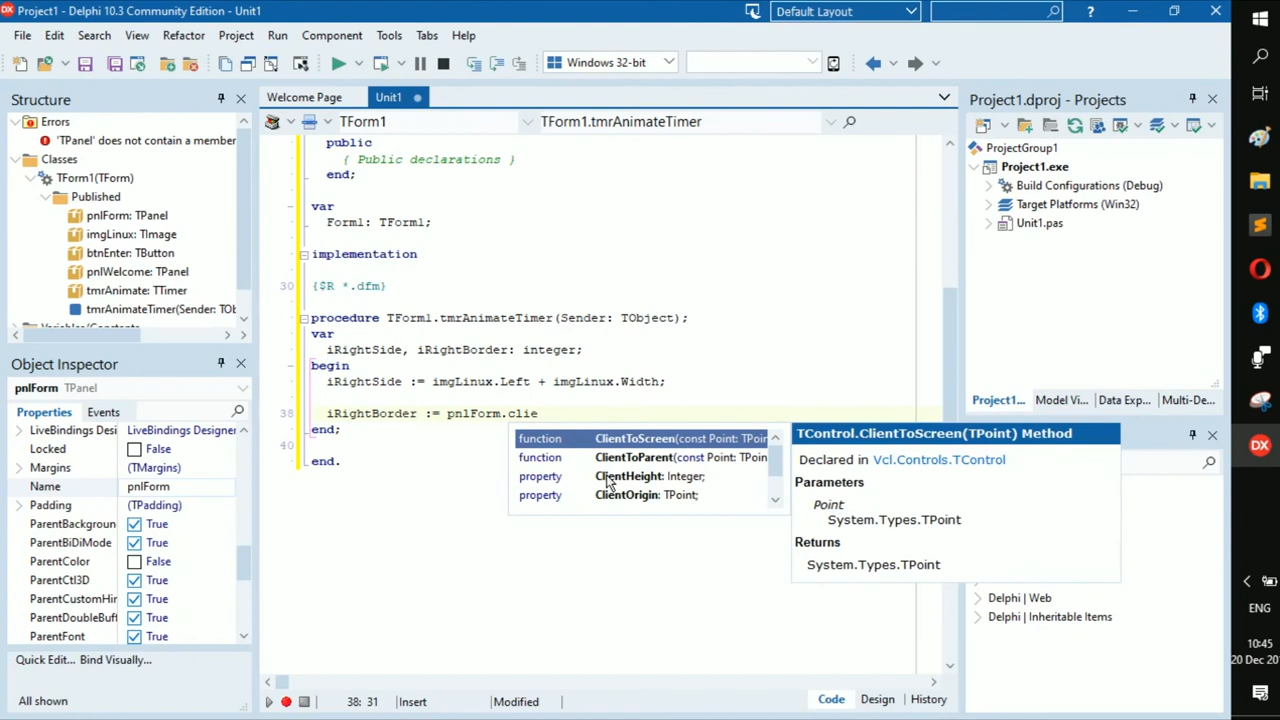 Project1 - Delphi 10.3 Community Edition - Unit1
Default Layout
?
File Edit Search View Refactor Project Run Component Tools Tabs Help
Windows 32-bit
Structure
Errors
'TPanel' does not contain a member
Classes
TForm1(TForm)
Published
pnlForm: TPanel
imgLinux: TImage
btnEnter: TButton
pnlWelcome: TPanel
tmrAnimate: TTimer
tmrAnimateTimer(Sender: TOb
Variables/Constants
Object Inspector
pnlForm TPanel
Properties Events
LiveBindings Desi LiveBindings Designer
Locked False
Margins (TMargins)
Name pnlForm
Padding (TPadding)
ParentBackgroun True
ParentBiDiMode True
ParentColor False
ParentCtl3D True
ParentCustomHin True
ParentDoubleBuff True
ParentFont True
Quick Edit... Bind Visually...
All shown
Welcome Page Unit1
TForm1 TForm1.tmrAnimateTimer
public
{ Public declarations }
end;
var
Form1: TForm1;
implementation
30 {$R *.dfm}
procedure TForm1.tmrAnimateTimer(Sender: TObject);
var
iRightSide, iRightBorder: integer;
begin
iRightSide := imgLinux.Left + imgLinux.Width;
38 iRightBorder := pnlForm.clie
end;
40
end.
function ClientToScreen(const Point: TPoin
function ClientToParent(const Point: TPoin
property ClientHeight: Integer;
property ClientOrigin: TPoint;
TControl.ClientToScreen(TPoint) Method
Declared in Vcl.Controls.TControl
Parameters
Point
System.Types.TPoint
Returns
System.Types.TPoint
38: 31 Insert Modified Code Design History
Project1.dproj - Projects
ProjectGroup1
Project1.exe
Build Configurations (Debug)
Target Platforms (Win32)
Unit1.pas
Project1... Model Vi... Data Exp... Multi-De...
Delphi | Web
Delphi | Inheritable Items
DX
DX
ENG
10:45
20 Dec 20